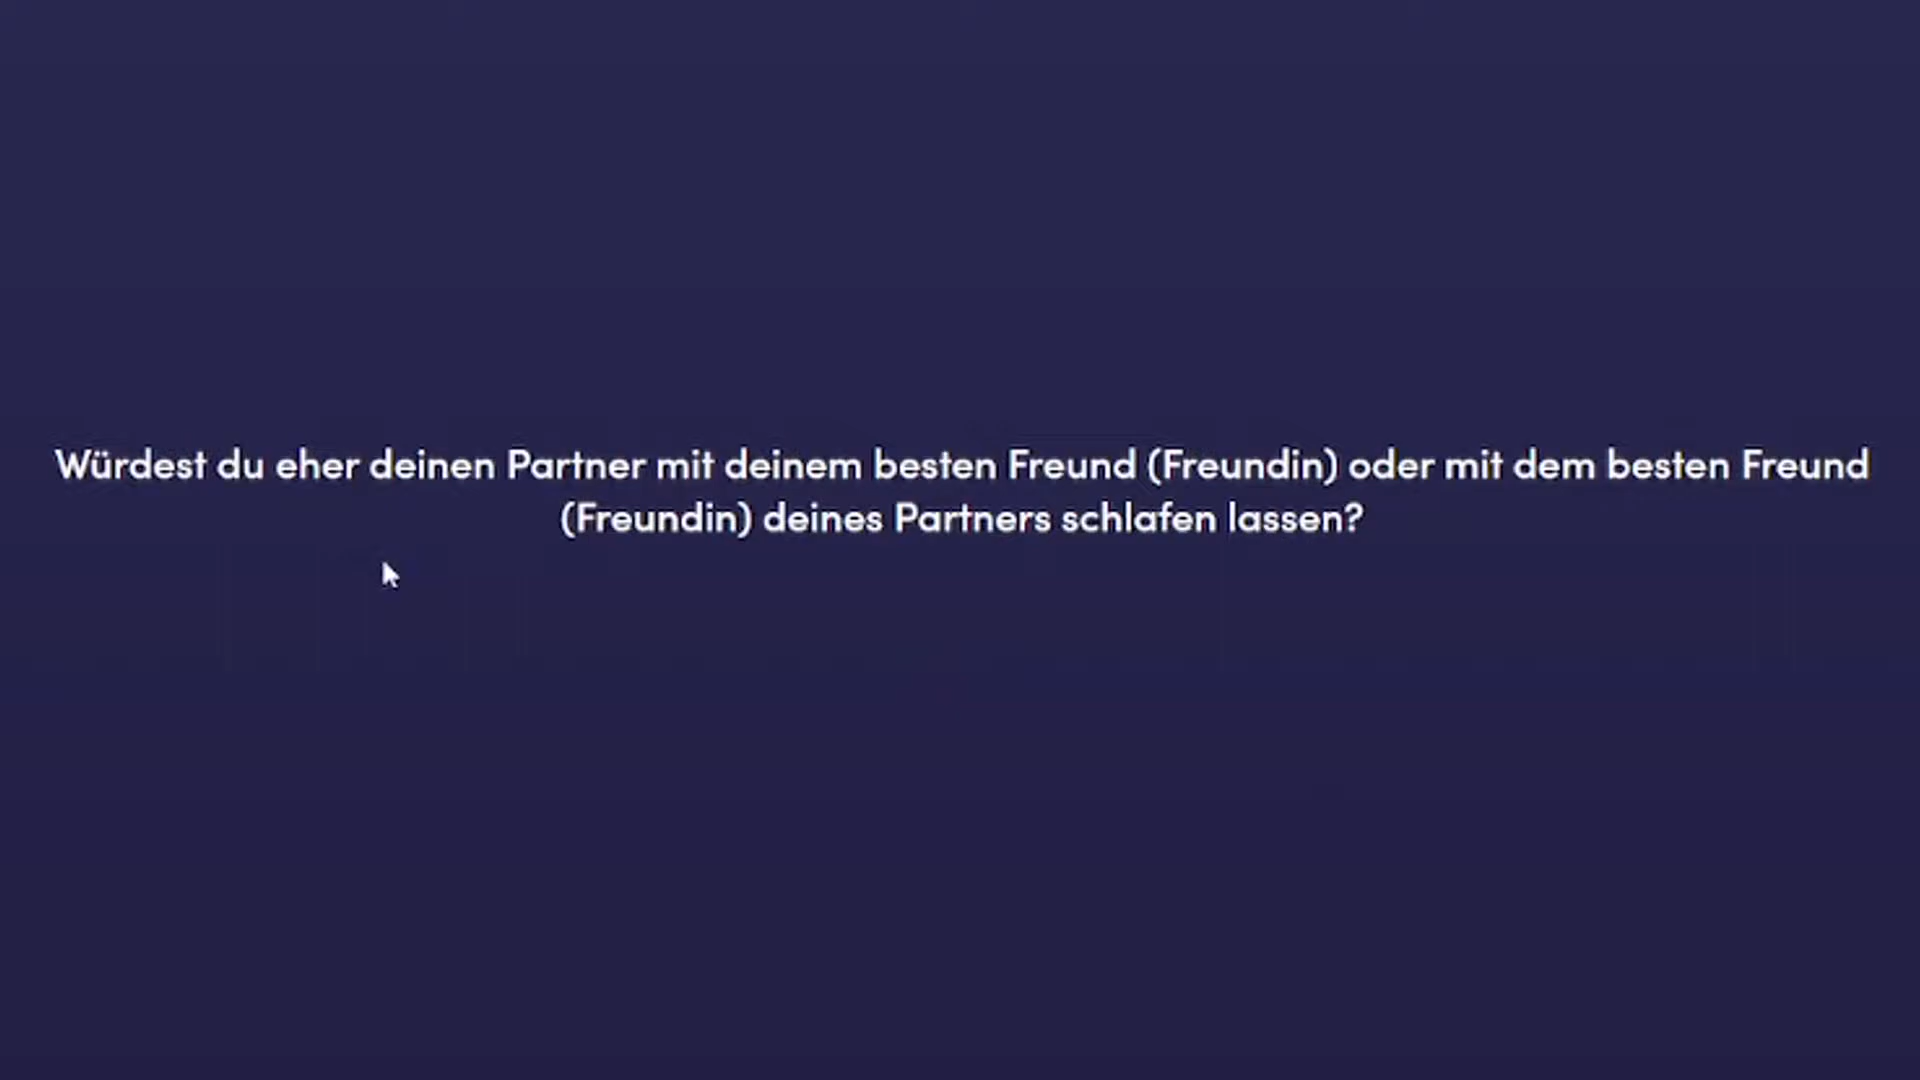 Würdest du eher deinen Partner mit deinem besten Freund (Freundin) oder mit dem besten Freund
(Freundin) deines Partners schlafen lassen?